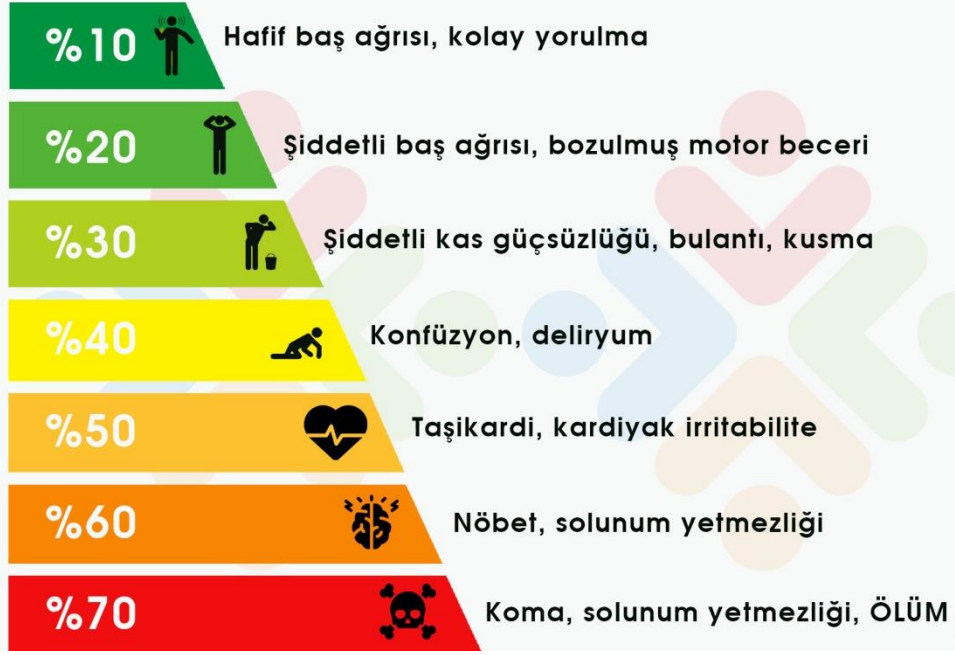 %10 Hafif baş ağrısı, kolay yorulma
%20 Şiddetli baş ağrısı, bozulmuş motor beceri
%30 Şiddetli kas güçsüzlüğü, bulantı, kusma
%40 Konfüzyon, deliryum
%50 Taşikardi, kardiyak irritabilite
%60 Nöbet, solunum yetmezliği
%70 Koma, solunum yetmezliği, ÖLÜM